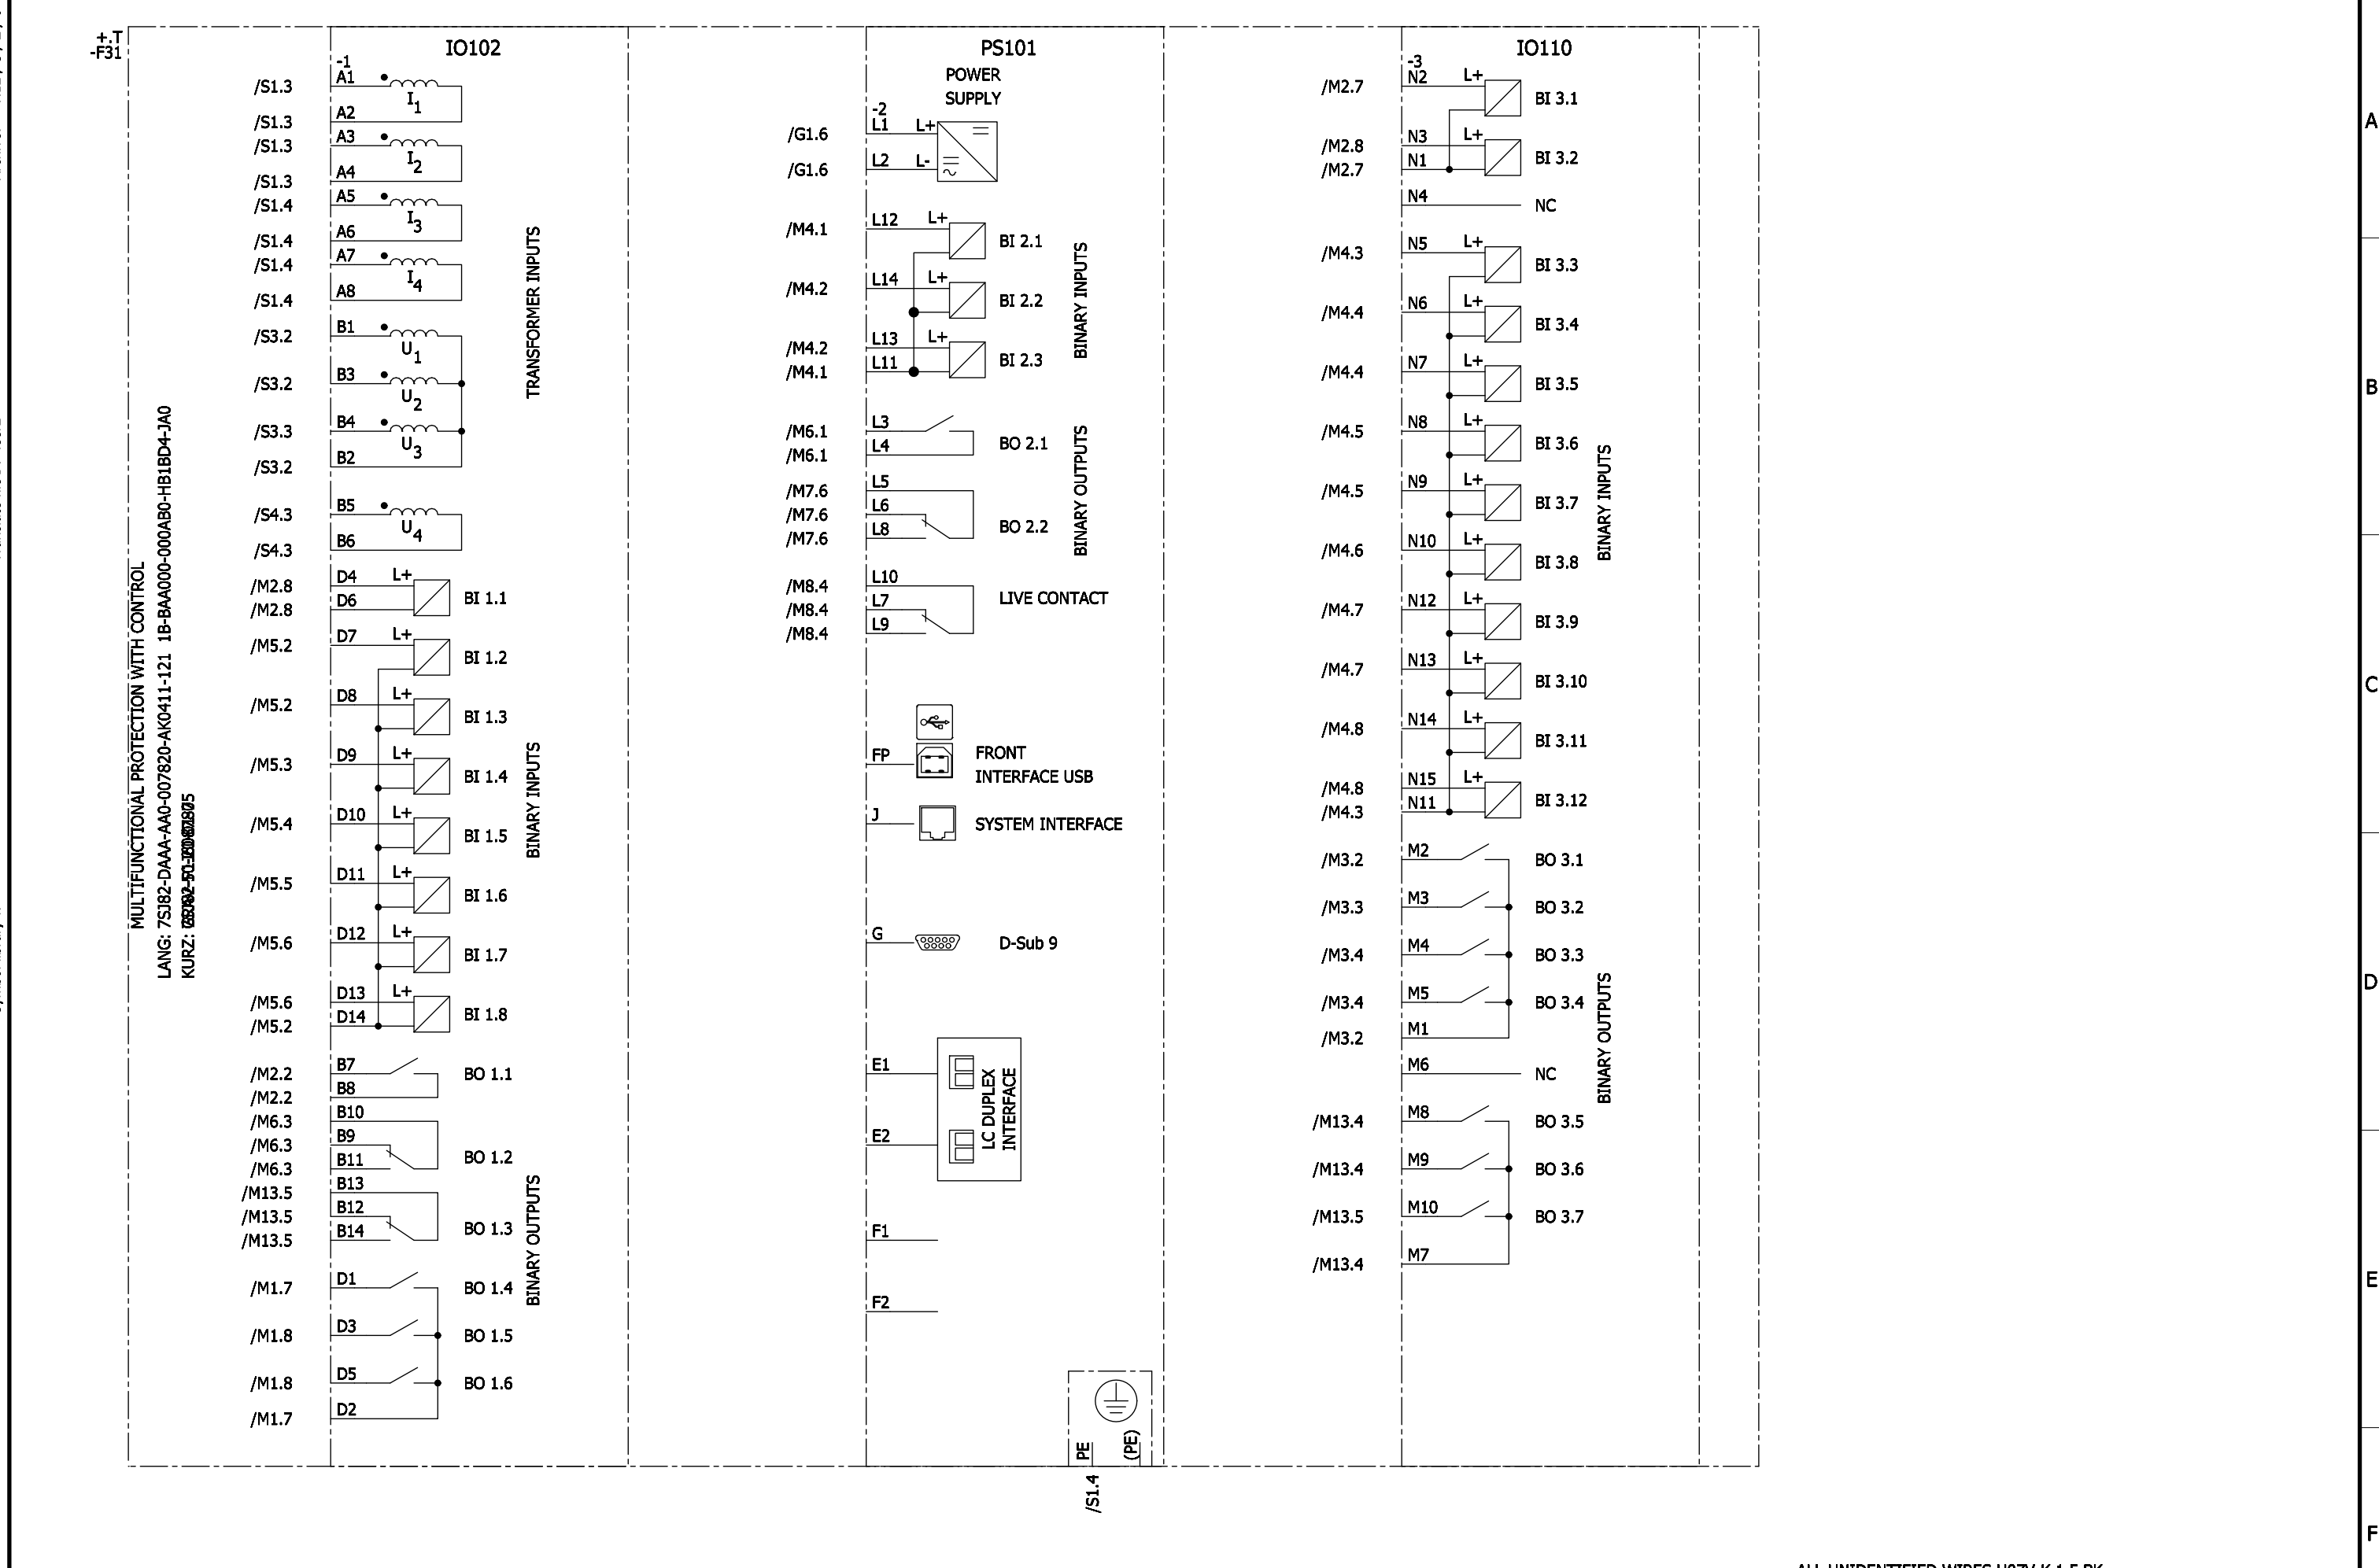 +.T
-F31
MULTIFUNCTIONAL PROTECTION WITH CONTROL
LANG: 7SJ82-DAAA-AA0-007820-AK0411-121 1B-BAA000-000AB0-HB1BD4-JA0
KURZ:
IO102
-1
/S1.3 A1
I1
/S1.3 A2
/S1.3 A3
I2
/S1.3 A4
/S1.4 A5
I3
/S1.4 A6
/S1.4 A7
I4
/S1.4 A8
TRANSFORMER INPUTS
/S3.2 B1
U1
/S3.2 B3
U2
/S3.3 B4
U3
/S3.2 B2
/S4.3 B5
U4
/S4.3 B6
/M2.8 D4 L+
BI 1.1
/M2.8 D6
/M5.2 D7 L+
BI 1.2
/M5.2 D8 L+
BI 1.3
/M5.3 D9 L+
BI 1.4
BINARY INPUTS
/M5.4 D10 L+
BI 1.5
/M5.5 D11 L+
BI 1.6
/M5.6 D12 L+
BI 1.7
/M5.6 D13 L+
BI 1.8
/M5.2 D14
/M2.2 B7 BO 1.1
/M2.2 B8
/M6.3 B10
/M6.3 B9
BO 1.2
/M6.3 B11
/M13.5 B13
/M13.5 B12
BO 1.3
/M13.5 B14
BINARY OUTPUTS
/M1.7 D1 BO 1.4
/M1.8 D3 BO 1.5
/M1.8 D5 BO 1.6
/M1.7 D2
PS101
POWER
SUPPLY
-2
/G1.6 L1 L+
/G1.6 L2 L-
/M4.1 L12 L+
BI 2.1
/M4.2 L14 L+
BI 2.2
/M4.2 L13 L+
BI 2.3
/M4.1 L11
BINARY INPUTS
/M6.1 L3
BO 2.1
/M6.1 L4
/M7.6 L5
/M7.6 L6
BO 2.2
/M7.6 L8
BINARY OUTPUTS
/M8.4 L10
LIVE CONTACT
/M8.4 L7
/M8.4 L9
FP
FRONT
INTERFACE USB
J
SYSTEM INTERFACE
G
D-Sub 9
E1
E2
LC DUPLEX
INTERFACE
F1
F2
PE
(PE)
/S1.4
IO110
-3
/M2.7 N2 L+
BI 3.1
/M2.8 N3 L+
BI 3.2
/M2.7 N1
N4
NC
/M4.3 N5 L+
BI 3.3
/M4.4 N6 L+
BI 3.4
/M4.4 N7 L+
BI 3.5
/M4.5 N8 L+
BI 3.6
/M4.5 N9 L+
BI 3.7
BINARY INPUTS
/M4.6 N10 L+
BI 3.8
/M4.7 N12 L+
BI 3.9
/M4.7 N13 L+
BI 3.10
/M4.8 N14 L+
BI 3.11
/M4.8 N15 L+
BI 3.12
/M4.3 N11
/M3.2 M2 BO 3.1
/M3.3 M3 BO 3.2
/M3.4 M4 BO 3.3
/M3.4 M5 BO 3.4
/M3.2 M1
BINARY OUTPUTS
M6 NC
/M13.4 M8 BO 3.5
/M13.4 M9 BO 3.6
/M13.5 M10 BO 3.7
/M13.4 M7
A
B
C
D
E
F